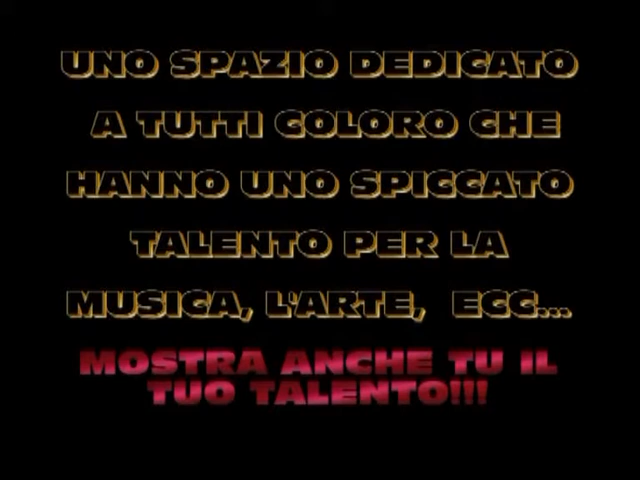 UNO SPAZIO DEDICATO
A TUTTI COLORO CHE
HANNO UNO SPICCATO
TALENTO PER LA
MUSICA, L'ARTE, ECC...
MOSTRA ANCHE TU IL
TUO TALENTO!!!